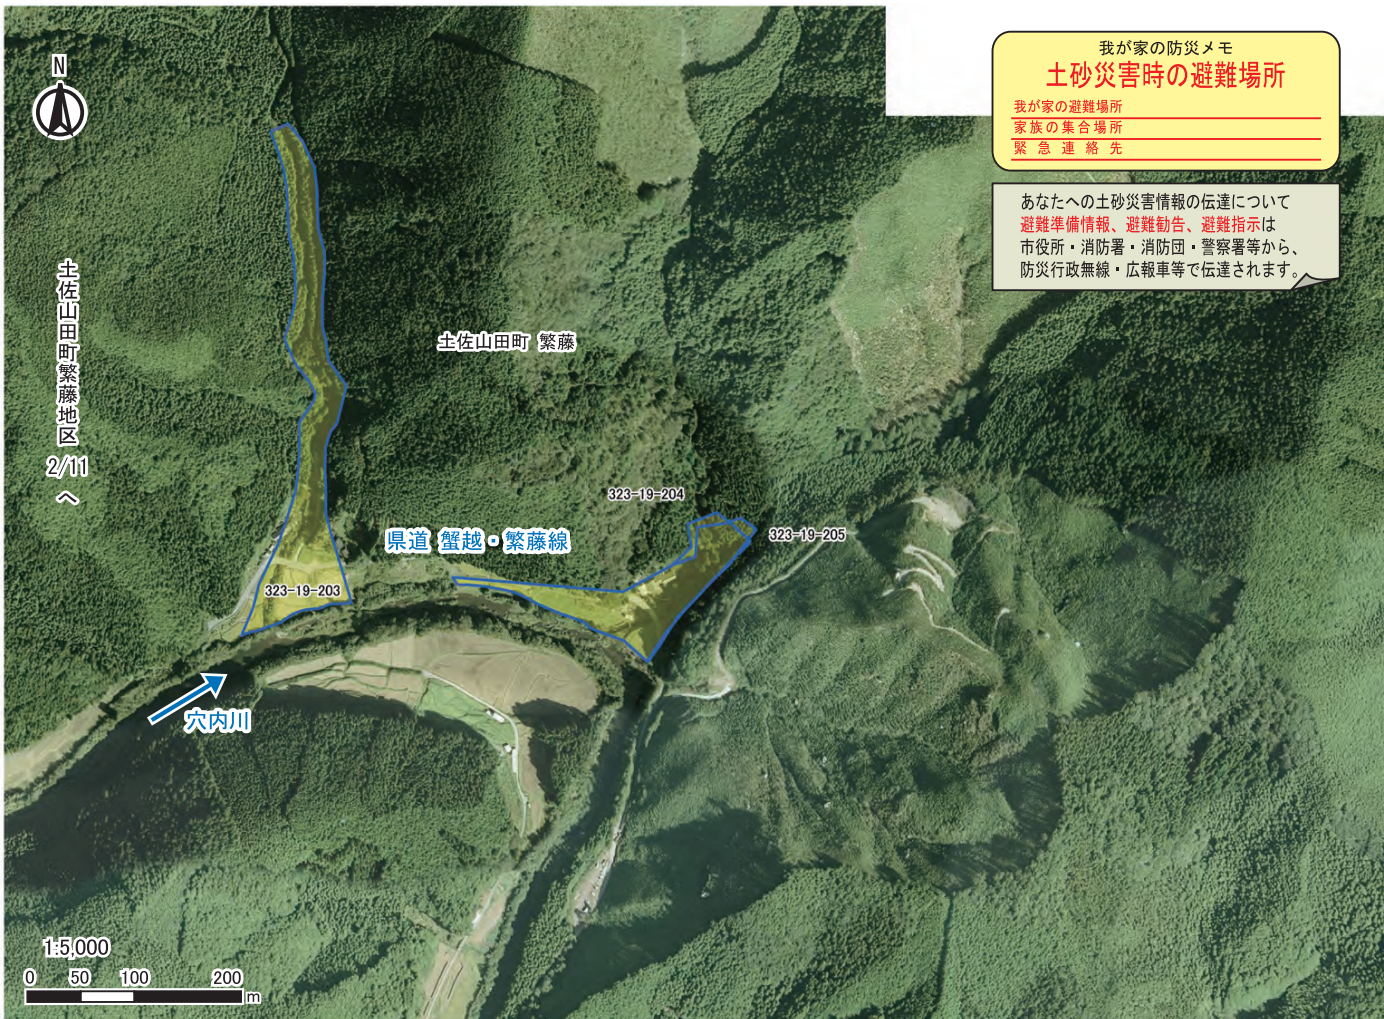 我が家の防災メモ
土砂災害時の避難場所
我が家の避難場所
家族の集合場所
緊急連絡先
あなたへの土砂災害情報の伝達について
避難準備情報、避難勧告、避難指示は
市役所・消防署・消防団・警察署等から、
防災行政無線・広報車等で伝達されます。
N
土佐山田町繁藤地区 2/11 へ
土佐山田町 繁藤
323-19-204
323-19-205
県道 蟹越・繁藤線
323-19-203
穴内川
1:5,000
0 50 100 200 m